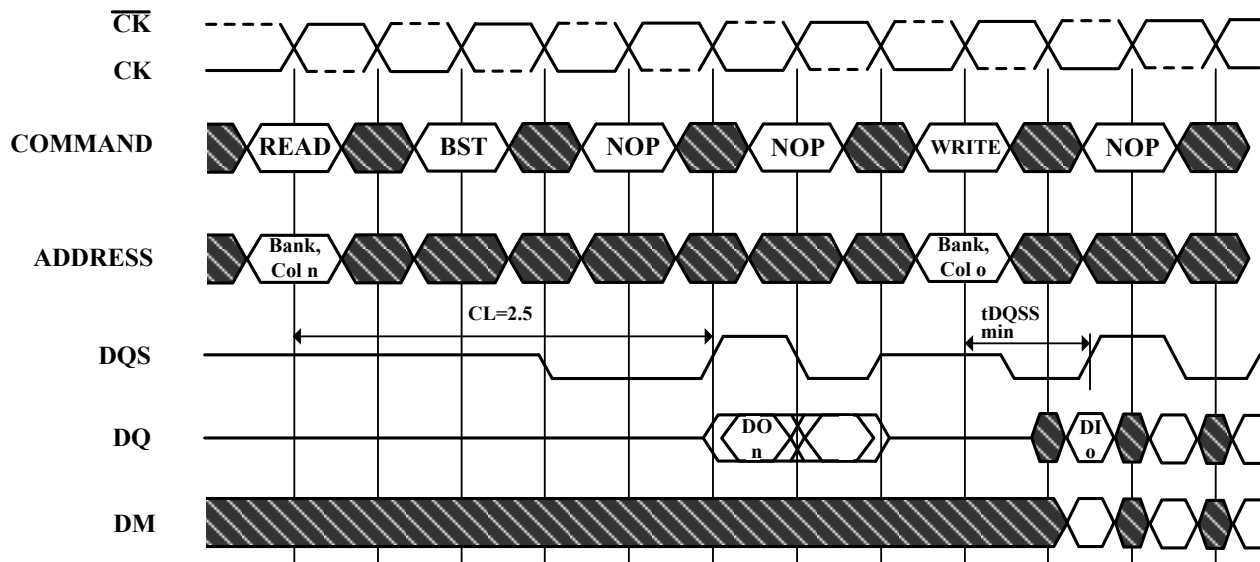 CK
CK
COMMAND READ BST NOP NOP WRITE NOP
ADDRESS
Bank,
Col n
Bank,
Col o
CL=2.5
tDQSS
min
DQS
DQ
DO
n
DI
o
DM